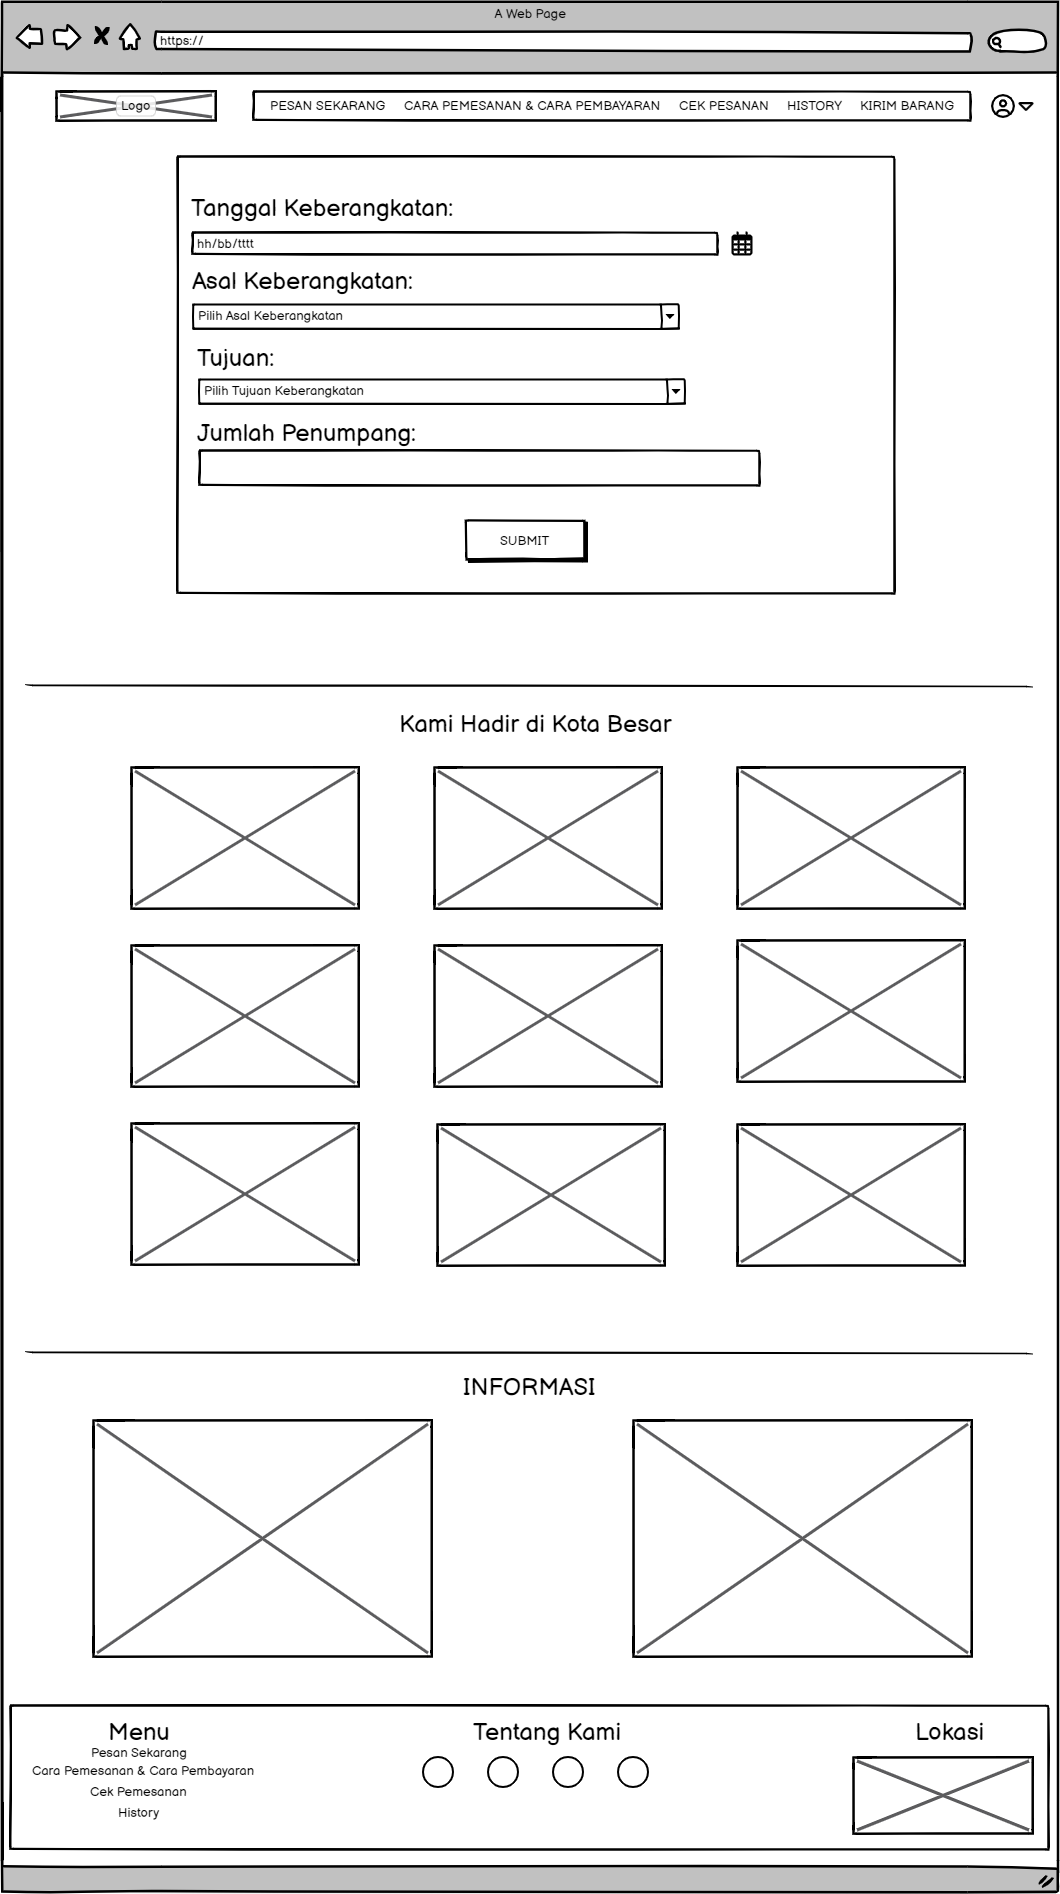 A Web Page
https://
Logo
PESAN SEKARANG CARA PEMESANAN & CARA PEMBAYARAN CEK PESANAN HISTORY KIRIM BARANG
Tanggal Keberangkatan:
hh/bb/tttt
Asal Keberangkatan:
Pilih Asal Keberangkatan
Tujuan:
Pilih Tujuan Keberangkatan
Jumlah Penumpang:
SUBMIT
Kami Hadir di Kota Besar
INFORMASI
Menu
Pesan Sekarang
Cara Pemesanan & Cara Pembayaran
Cek Pemesanan
History
Tentang Kami
Lokasi